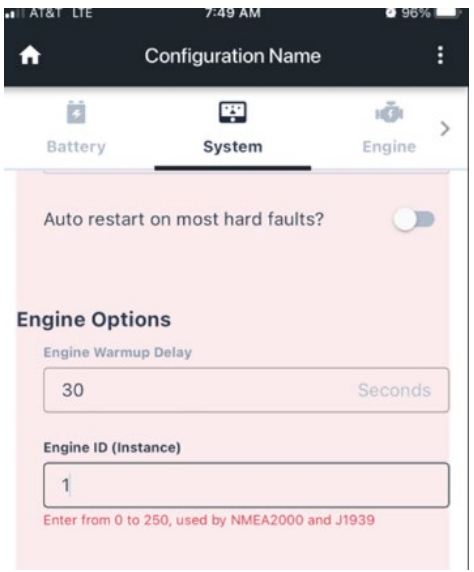 AT&T LTE 7:49 AM 96%
Configuration Name
Battery System Engine
Auto restart on most hard faults?
Engine Options
Engine Warmup Delay
30 Seconds
Engine ID (Instance)
1
Enter from 0 to 250, used by NMEA2000 and J1939